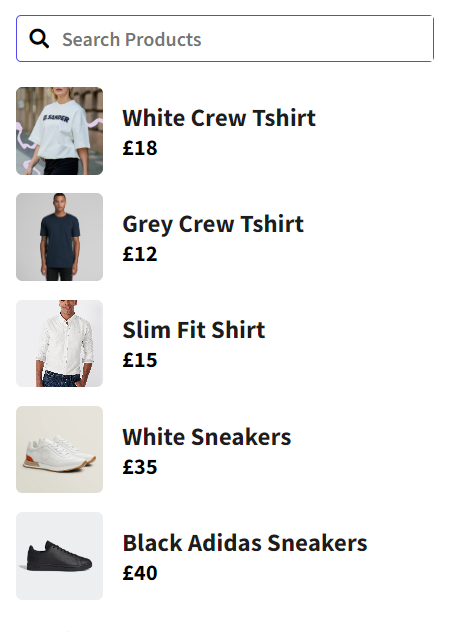 Search Products
White Crew Tshirt
£18
Grey Crew Tshirt
£12
Slim Fit Shirt
£15
White Sneakers
£35
Black Adidas Sneakers
£40